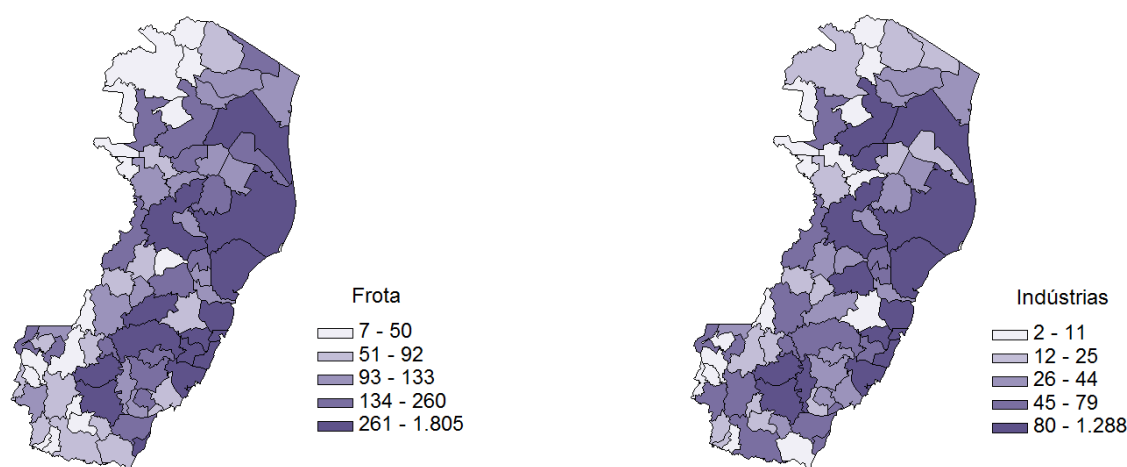 Frota
7 - 50
51 - 92
93 - 133
134 - 260
261 - 1.805
Indústrias
2 - 11
12 - 25
26 - 44
45 - 79
80 - 1.288